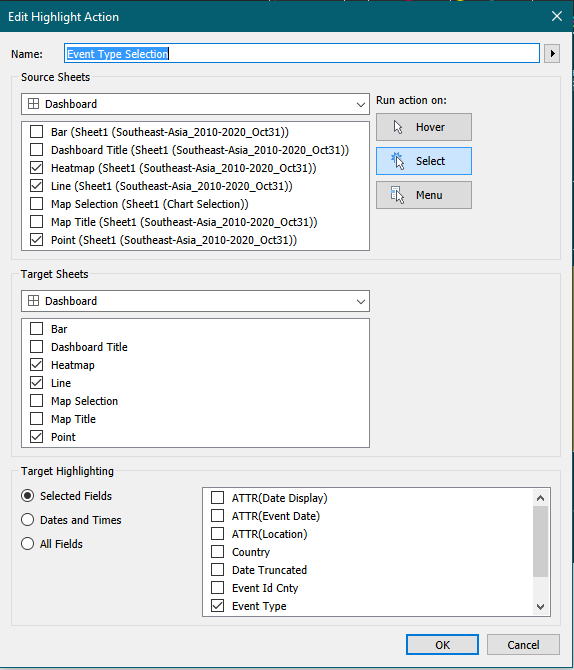 Edit Highlight Action
Name: Event Type Selection
Source Sheets
Dashboard
Run action on:
Bar (Sheet1 (Southeast-Asia_2010-2020_Oct31))
Dashboard Title (Sheet1 (Southeast-Asia_2010-2020_Oct31))
Heatmap (Sheet1 (Southeast-Asia_2010-2020_Oct31))
Line (Sheet1 (Southeast-Asia_2010-2020_Oct31))
Map Selection (Sheet1 (Chart Selection))
Map Title (Sheet1 (Southeast-Asia_2010-2020_Oct31))
Point (Sheet1 (Southeast-Asia_2010-2020_Oct31))
Hover
Select
Menu
Target Sheets
Dashboard
Bar
Dashboard Title
Heatmap
Line
Map Selection
Map Title
Point
Target Highlighting
Selected Fields
Dates and Times
All Fields
ATTR(Date Display)
ATTR(Event Date)
ATTR(Location)
Country
Date Truncated
Event Id Cnty
Event Type
OK
Cancel